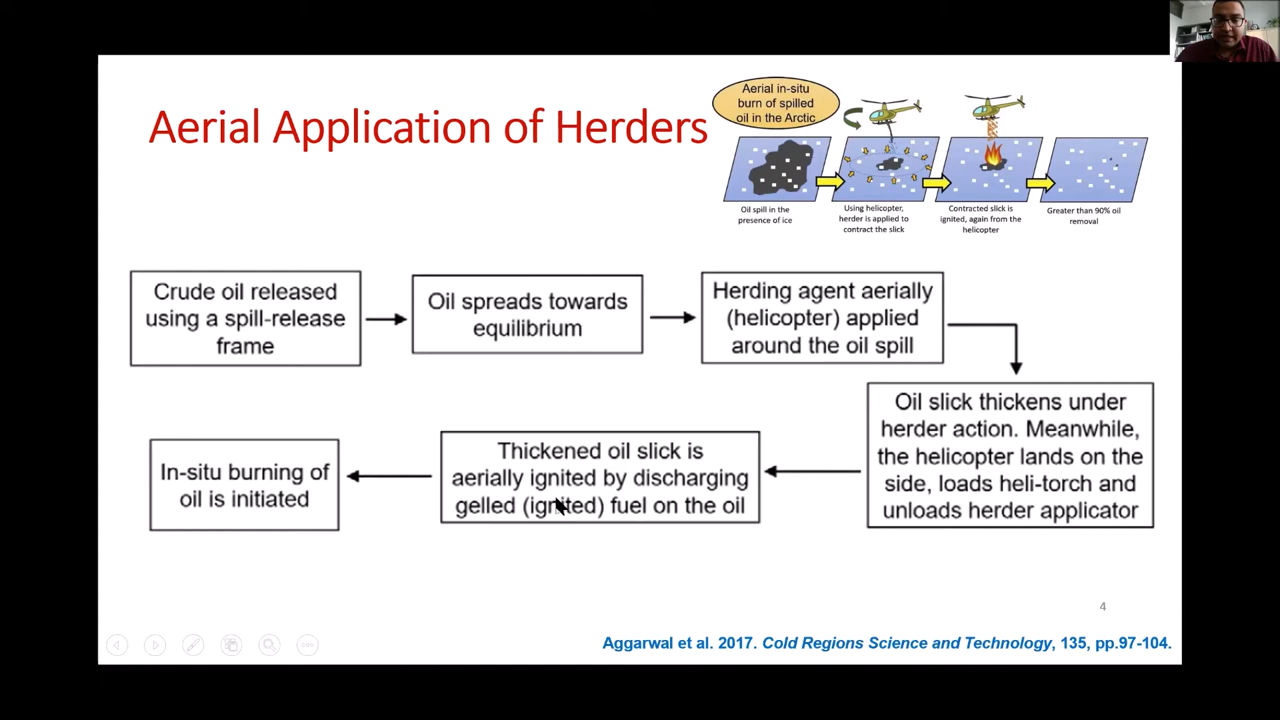 Aerial Application of Herders
Aerial in-situ
burn of spilled
oil in the Arctic
Oil spill in the
presence of ice
Using helicopter,
herder is applied to
contract the slick
Contracted slick is
ignited, again from the
helicopter
Greater than 90% oil
removal
Crude oil released
using a spill-release
frame
Oil spreads towards
equilibrium
Herding agent aerially
(helicopter) applied
around the oil spill
Oil slick thickens under
herder action. Meanwhile,
the helicopter lands on the
side, loads heli-torch and
unloads herder applicator
Thickened oil slick is
aerially ignited by discharging
gelled (ignited) fuel on the oil
In-situ burning of
oil is initiated
4
Aggarwal et al. 2017. Cold Regions Science and Technology, 135, pp.97-104.